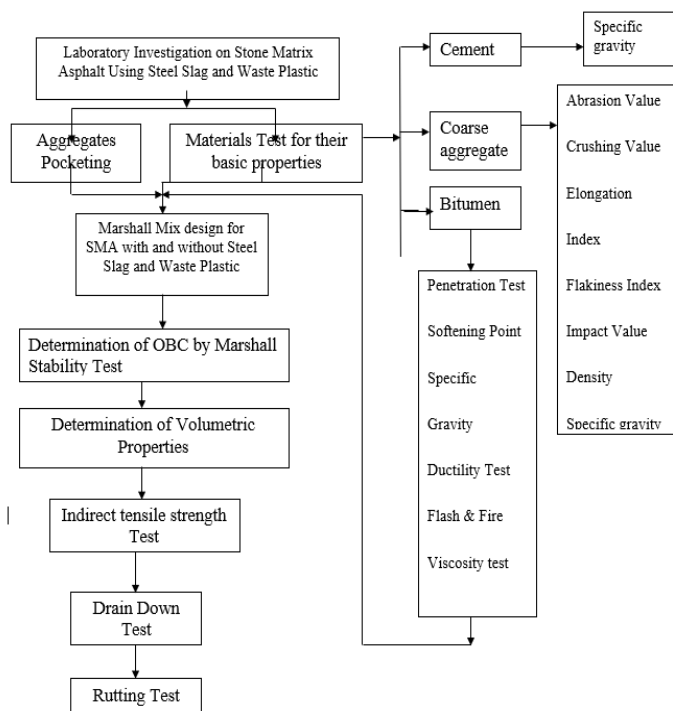 Laboratory Investigation on Stone Matrix
Asphalt Using Steel Slag and Waste Plastic
Aggregates
Pocketing
Materials Test for their
basic properties
Marshall Mix design for
SMA with and without Steel
Slag and Waste Plastic
Determination of OBC by Marshall
Stability Test
Determination of Volumetric
Properties
Indirect tensile strength
Test
Drain Down
Test
Rutting Test
Cement
Specific
gravity
Coarse
aggregate
Abrasion Value
Crushing Value
Elongation
Index
Flakiness Index
Impact Value
Density
Specific gravity
Bitumen
Penetration Test
Softening Point
Specific
Gravity
Ductility Test
Flash & Fire
Viscosity test